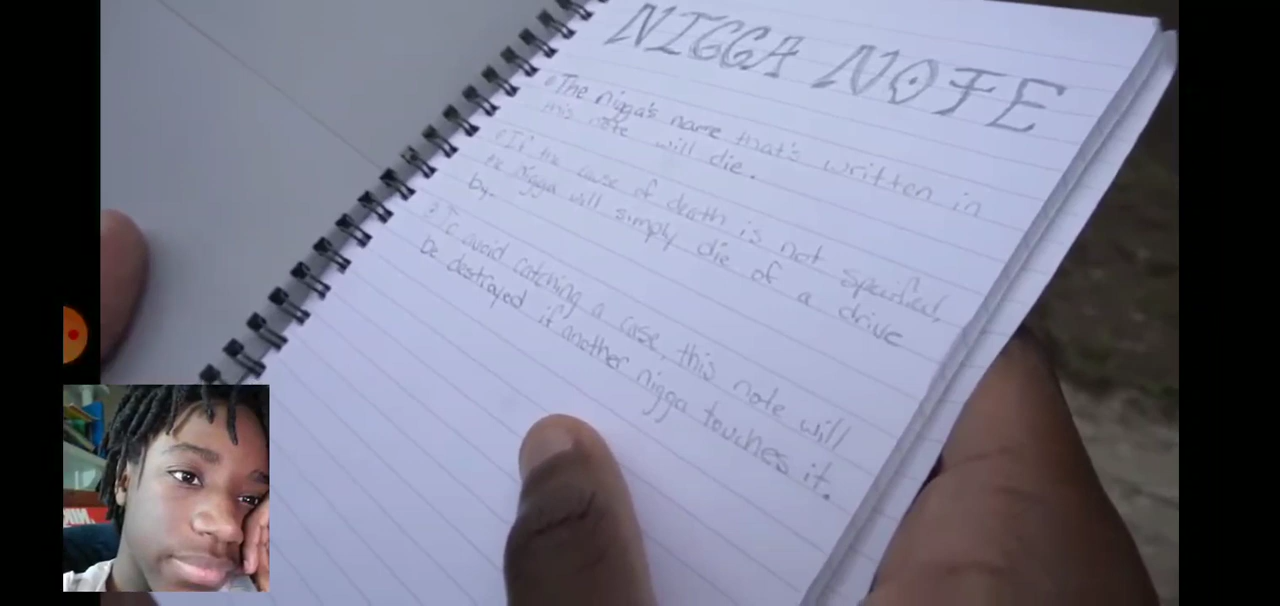 NIGGA NOTE
• The nigga's name that's written in
this note will die.
• If the cause of death is not specified,
the nigga will simply die of a drive
by.
• To avoid catching a case, this note will
be destroyed if another nigga touches it.